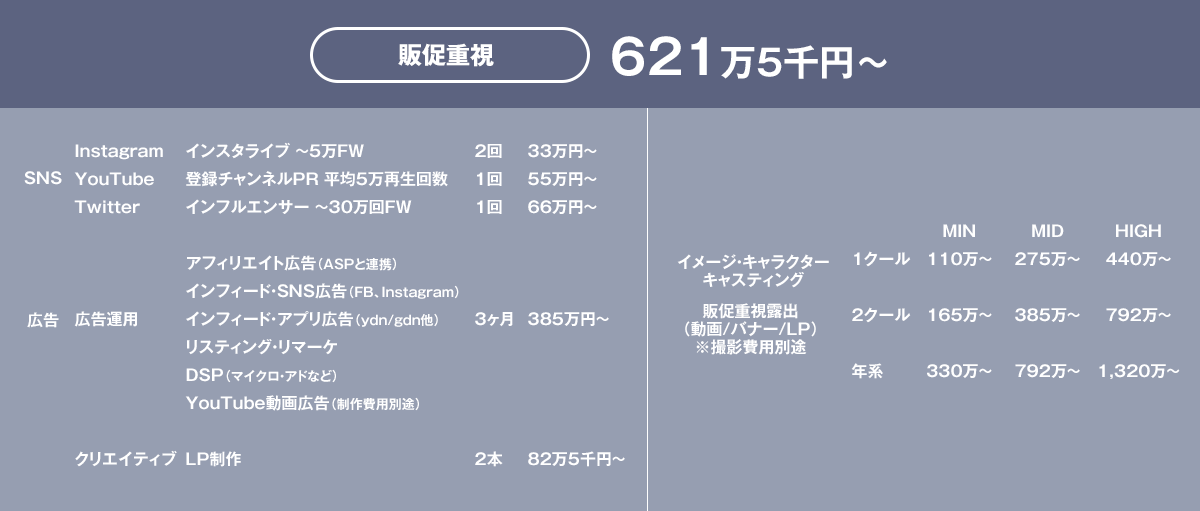 販促重視 621万5千円〜
SNS
Instagram インスタライブ 〜5万FW 2回 33万円〜
YouTube 登録チャンネルPR 平均5万再生回数 1回 55万円〜
Twitter インフルエンサー 〜30万回FW 1回 66万円〜
広告 広告運用
アフィリエイト広告（ASPと連携）
インフィード・SNS広告（FB、Instagram）
インフィード・アプリ広告（ydn/gdn他） 3ヶ月 385万円〜
リスティング・リマーケ
DSP（マイクロ・アドなど）
YouTube動画広告（制作費用別途）
クリエイティブ LP制作 2本 82万5千円〜
イメージ・キャラクター
キャスティング
販促重視露出
（動画/バナー/LP）
※撮影費用別途
MIN MID HIGH
1クール 110万〜 275万〜 440万〜
2クール 165万〜 385万〜 792万〜
年系 330万〜 792万〜 1,320万〜